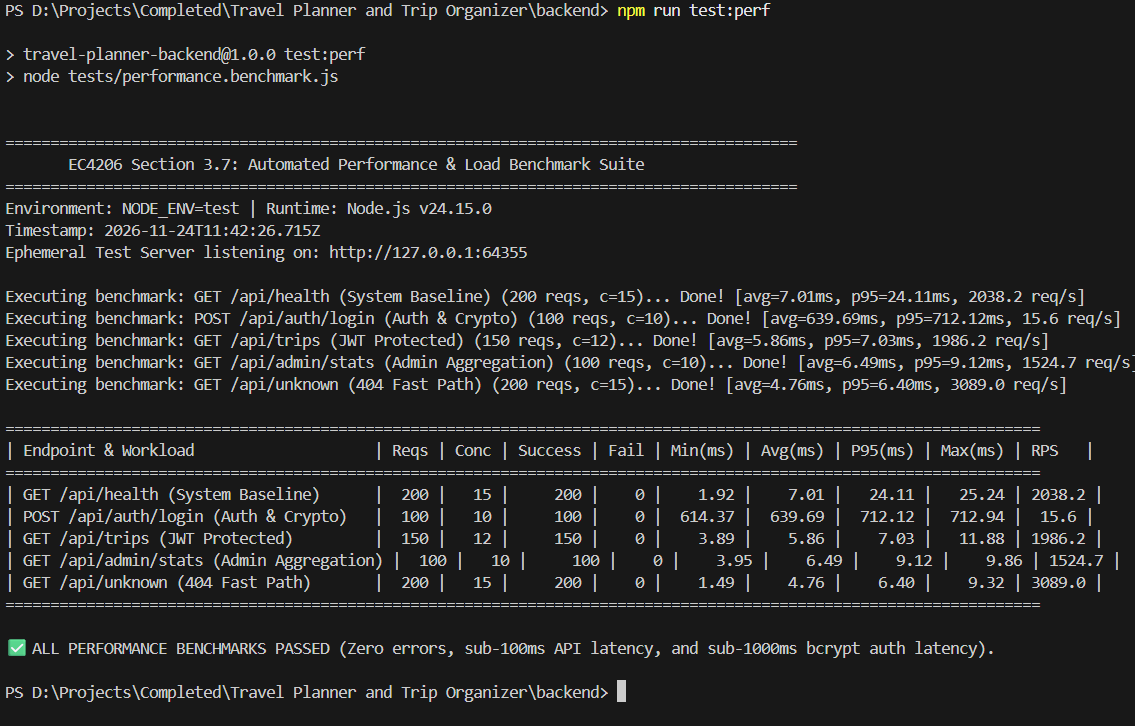 PS D:\Projects\Completed\Travel Planner and Trip Organizer\backend> npm run test:perf
> travel-planner-backend@1.0.0 test:perf
> node tests/performance.benchmark.js
========================================================================================
EC4206 Section 3.7: Automated Performance & Load Benchmark Suite
========================================================================================
Environment: NODE_ENV=test | Runtime: Node.js v24.15.0
Timestamp: 2026-11-24T11:42:26.715Z
Ephemeral Test Server listening on: http://127.0.0.1:64355
Executing benchmark: GET /api/health (System Baseline) (200 reqs, c=15)... Done! [avg=7.01ms, p95=24.11ms, 2038.2 req/s]
Executing benchmark: POST /api/auth/login (Auth & Crypto) (100 reqs, c=10)... Done! [avg=639.69ms, p95=712.12ms, 15.6 req/s]
Executing benchmark: GET /api/trips (JWT Protected) (150 reqs, c=12)... Done! [avg=5.86ms, p95=7.03ms, 1986.2 req/s]
Executing benchmark: GET /api/admin/stats (Admin Aggregation) (100 reqs, c=10)... Done! [avg=6.49ms, p95=9.12ms, 1524.7 req/s]
Executing benchmark: GET /api/unknown (404 Fast Path) (200 reqs, c=15)... Done! [avg=4.76ms, p95=6.40ms, 3089.0 req/s]
===================================================================================================================
| Endpoint & Workload                    | Reqs | Conc | Success | Fail | Min(ms) | Avg(ms) | P95(ms) | Max(ms) | RPS   |
===================================================================================================================
| GET /api/health (System Baseline)      |  200 |   15 |     200 |    0 |    1.92 |    7.01 |   24.11 |   25.24 | 2038.2 |
| POST /api/auth/login (Auth & Crypto)   |  100 |   10 |     100 |    0 |  614.37 |  639.69 |  712.12 |  712.94 |  15.6 |
| GET /api/trips (JWT Protected)         |  150 |   12 |     150 |    0 |    3.89 |    5.86 |    7.03 |   11.88 | 1986.2 |
| GET /api/admin/stats (Admin Aggregation) |  100 |   10 |     100 |    0 |    3.95 |    6.49 |    9.12 |    9.86 | 1524.7 |
| GET /api/unknown (404 Fast Path)       |  200 |   15 |     200 |    0 |    1.49 |    4.76 |    6.40 |    9.32 | 3089.0 |
===================================================================================================================
✅ ALL PERFORMANCE BENCHMARKS PASSED (Zero errors, sub-100ms API latency, and sub-1000ms bcrypt auth latency).
PS D:\Projects\Completed\Travel Planner and Trip Organizer\backend>